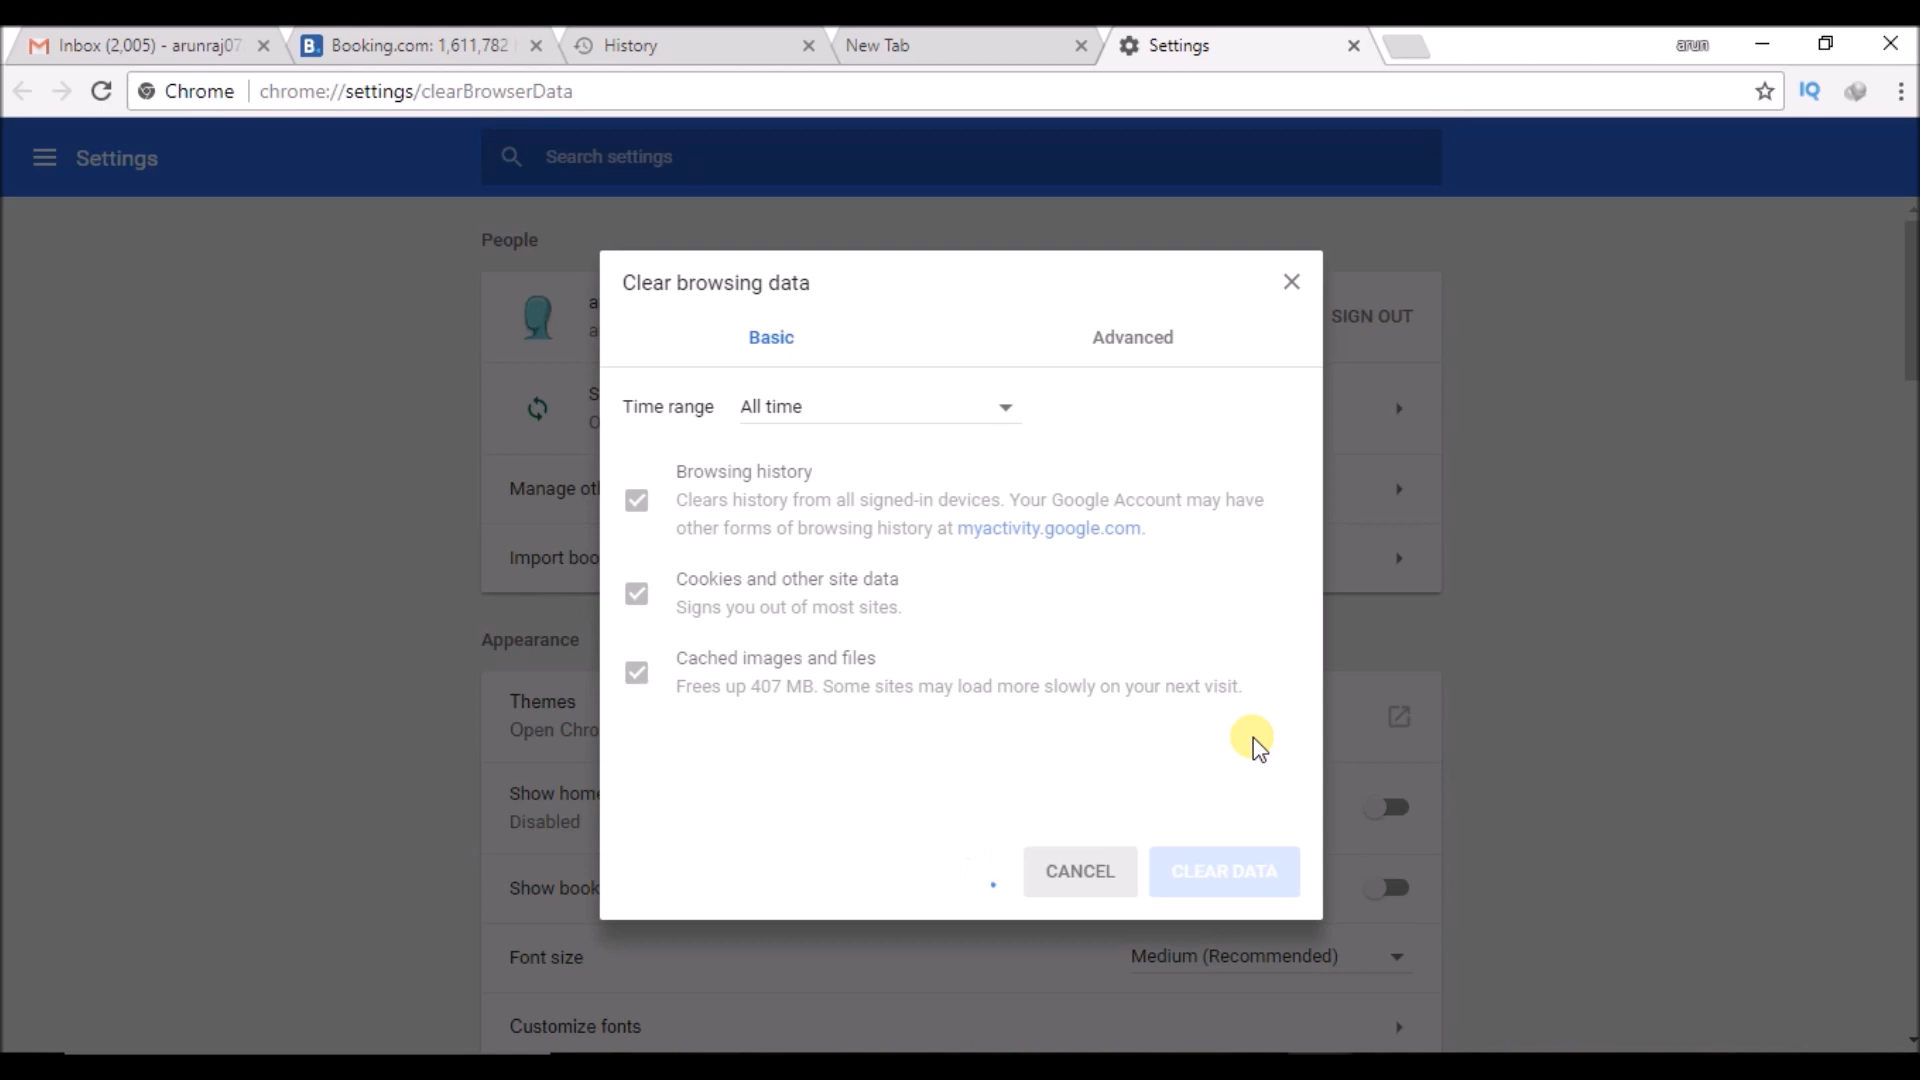 Inbox (2,005) - arunraj07
Booking.com: 1,611,782
History
New Tab
Settings
arun
Chrome
chrome://settings/clearBrowserData
IQ
Settings
Search settings
People
SIGN OUT
Clear browsing data
Basic
Advanced
Time range
All time
Browsing history
Clears history from all signed-in devices. Your Google Account may have
other forms of browsing history at myactivity.google.com.
Cookies and other site data
Signs you out of most sites.
Cached images and files
Frees up 407 MB. Some sites may load more slowly on your next visit.
CANCEL
CLEAR DATA
Manage ot
Import boo
Appearance
Themes
Open Chro
Show hom
Disabled
Show book
Font size
Medium (Recommended)
Customize fonts